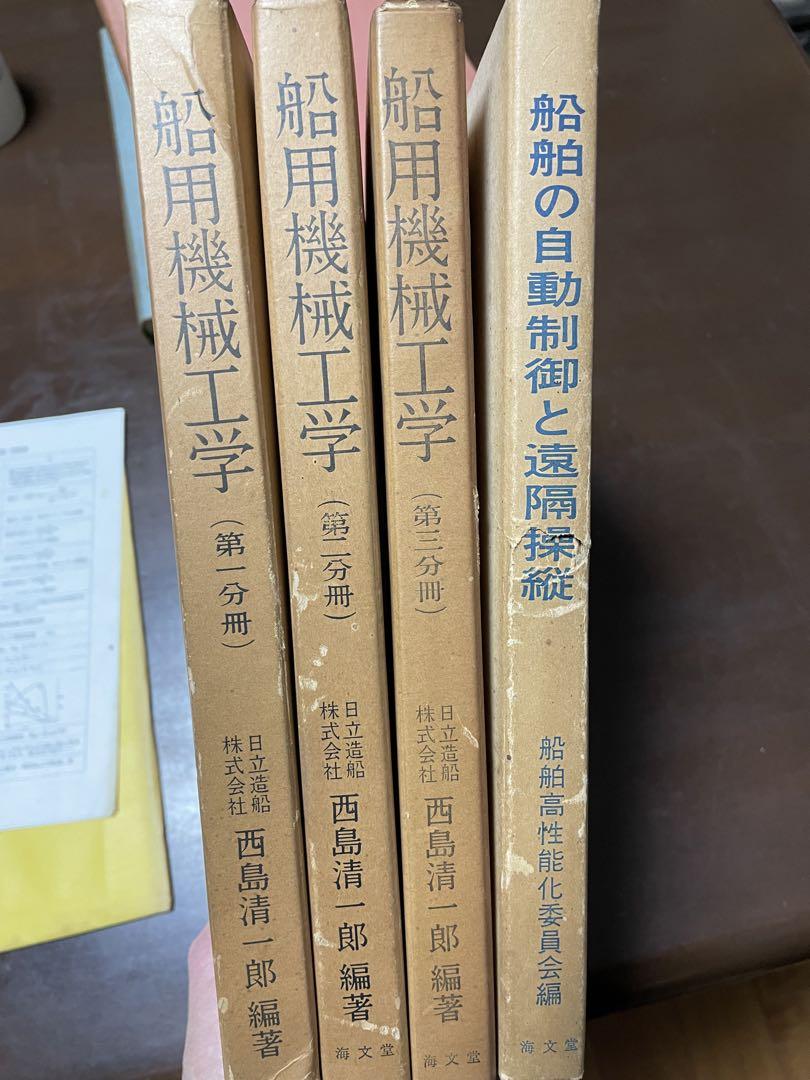 船用機械工学
（第一分冊）
日立造船
株式会社
西島清一郎 編著
船用機械工学
（第二分冊）
日立造船
株式会社
西島清一郎 編著
海文堂
船用機械工学
（第三分冊）
日立造船
株式会社
西島清一郎 編著
海文堂
船舶の自動制御と遠隔操縦
船舶高性能化委員会編
海文堂